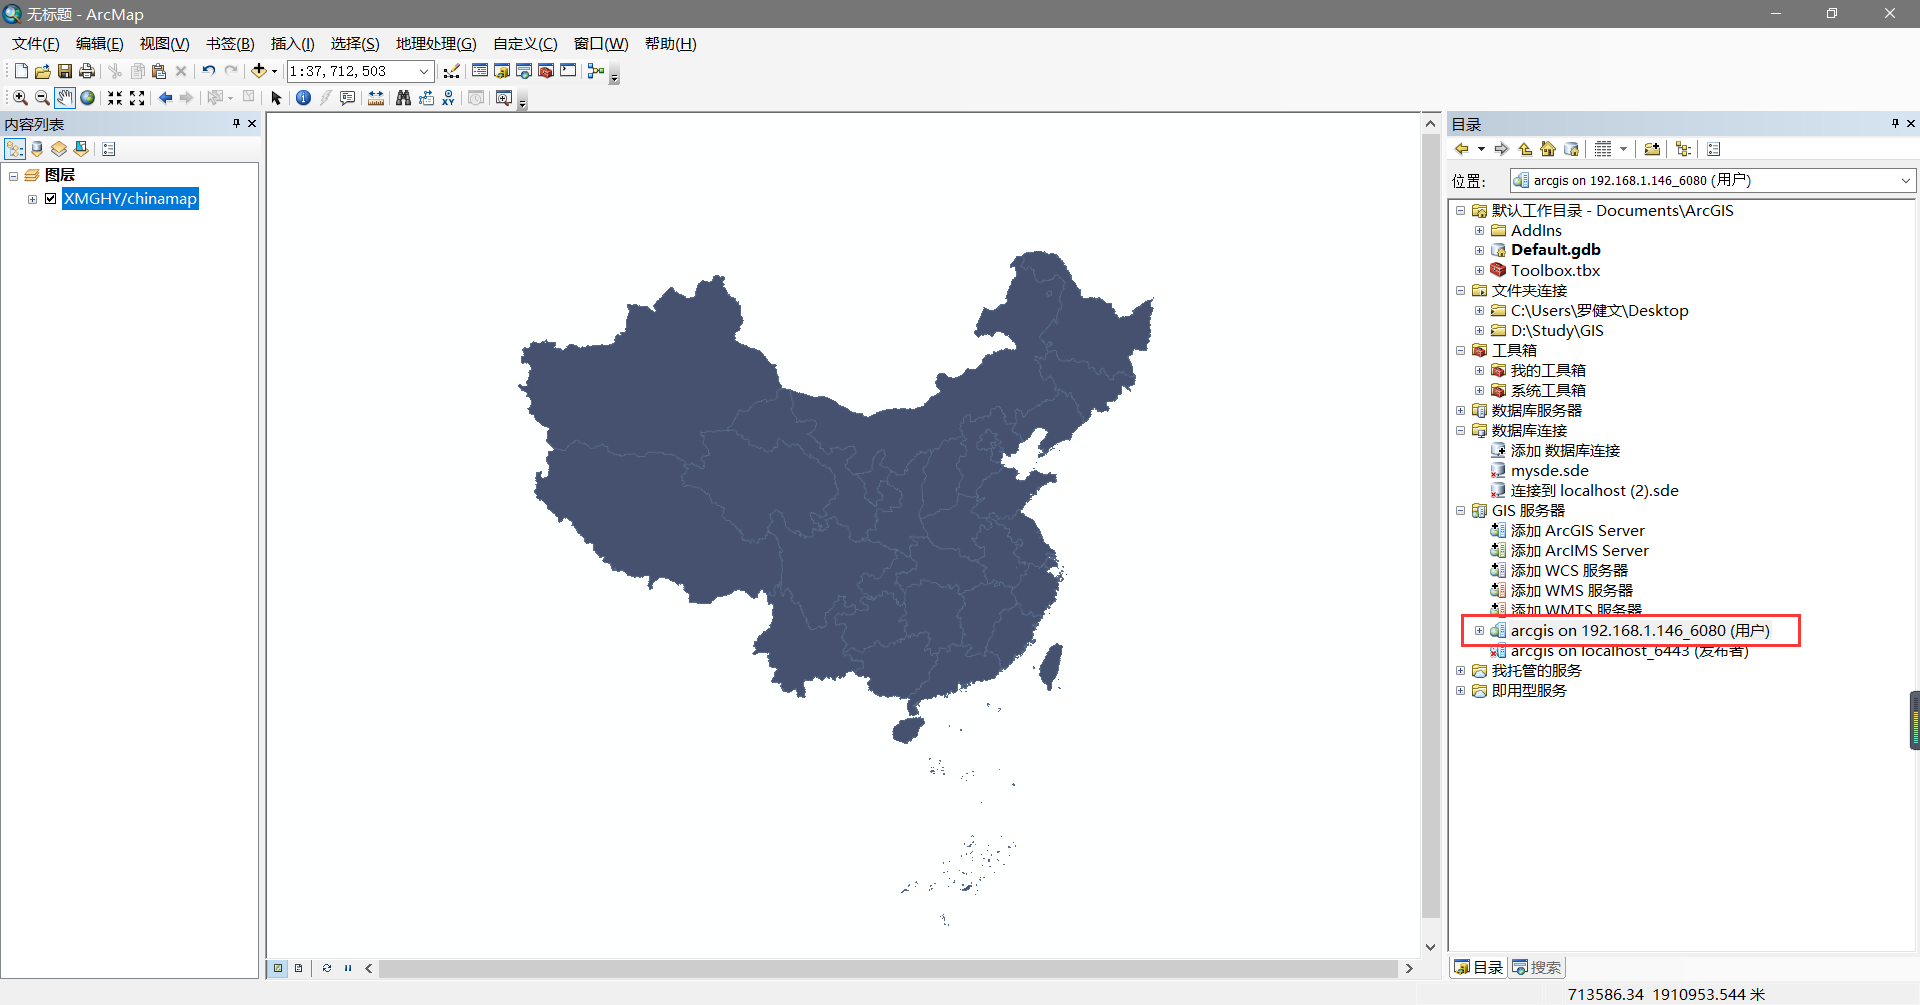 无标题 - ArcMap
文件(F) 编辑(E) 视图(V) 书签(B) 插入(I) 选择(S) 地理处理(G) 自定义(C) 窗口(W) 帮助(H)
1:37,712,503
内容列表
图层
XMGHY/chinamap
目录
位置: arcgis on 192.168.1.146_6080 (用户)
默认工作目录 - Documents\ArcGIS
AddIns
Default.gdb
Toolbox.tbx
文件夹连接
C:\Users\罗健文\Desktop
D:\Study\GIS
工具箱
我的工具箱
系统工具箱
数据库服务器
数据库连接
添加 数据库连接
mysde.sde
连接到 localhost (2).sde
GIS 服务器
添加 ArcGIS Server
添加 ArcIMS Server
添加 WCS 服务器
添加 WMS 服务器
添加 WMTS 服务器
arcgis on 192.168.1.146_6080 (用户)
arcgis on localhost_6443 (发布者)
我托管的服务
即用型服务
目录 搜索
713586.34 1910953.544 米